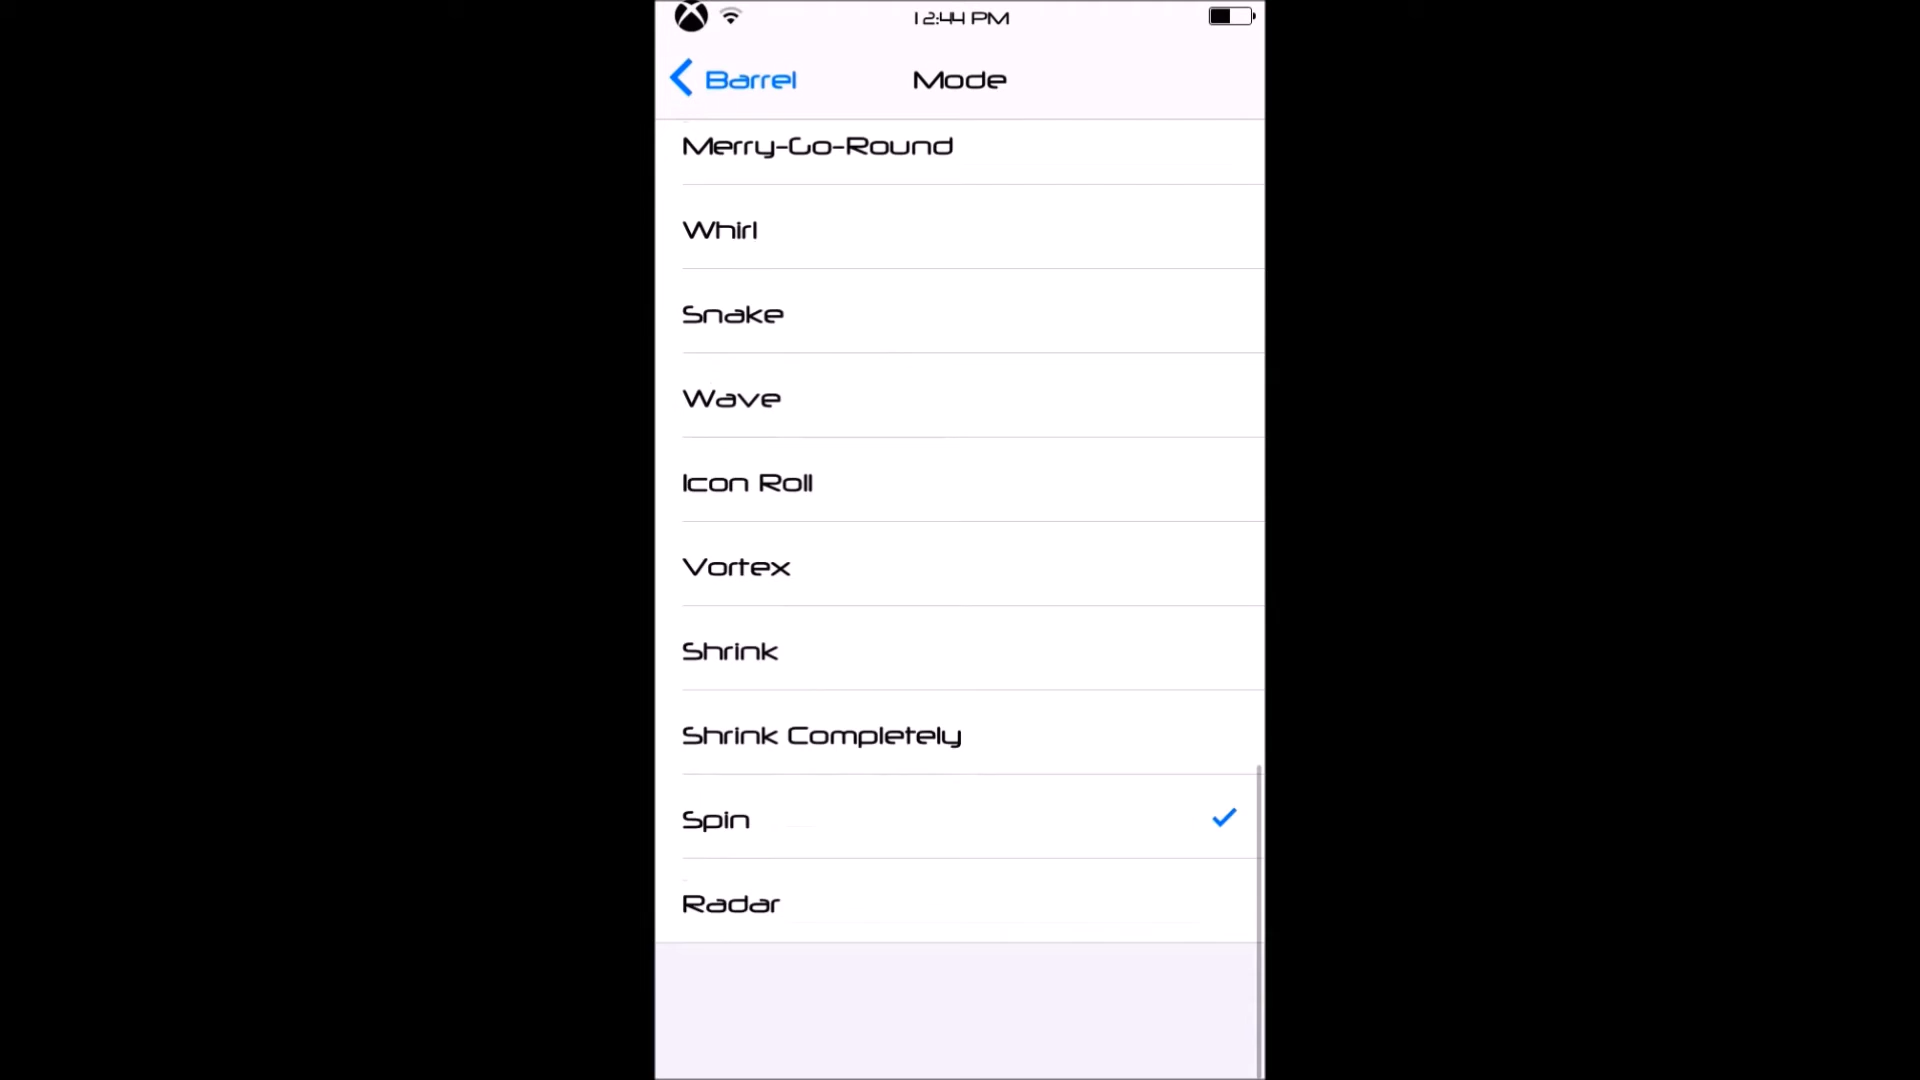 12:44 PM
Barrel
Mode
Merry-Go-Round
Whirl
Snake
Wave
Icon Roll
Vortex
Shrink
Shrink Completely
Spin
Radar